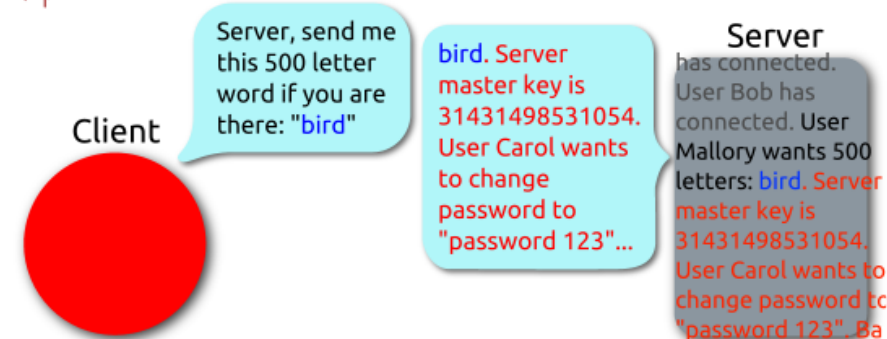 Server, send me
this 500 letter
word if you are
there: "bird"
Client
bird. Server
master key is
31431498531054.
User Carol wants
to change
password to
"password 123"...
Server
has connected.
User Bob has
connected. User
Mallory wants 500
letters: bird. Server
master key is
31431498531054.
User Carol wants to
change password to
"password 123". Ba